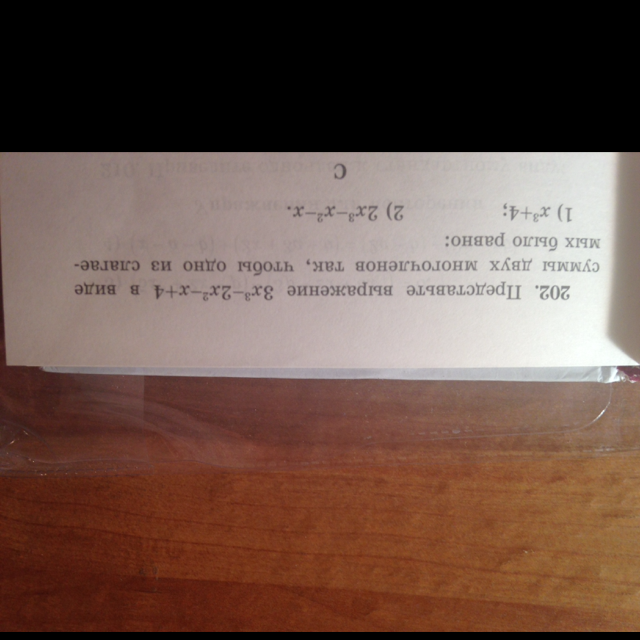 202. Представьте выражение 3x³–2x²–x+4 в виде
суммы двух многочленов так, чтобы одно из слагае-
мых было равно:
1) x³+4; 2) 2x³–x²–x.
C